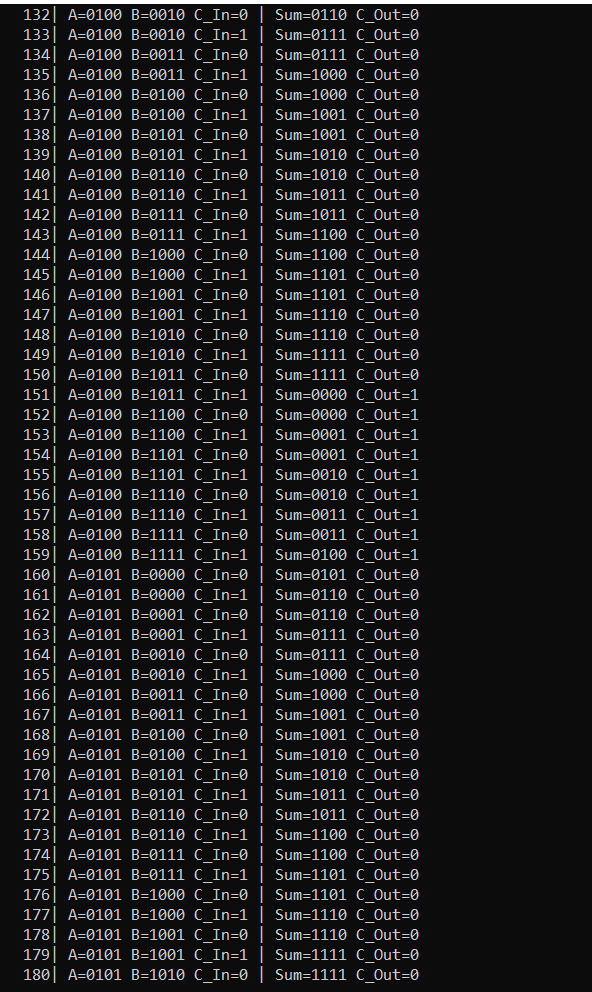 132| A=0100 B=0010 C_In=0 | Sum=0110 C_Out=0
133| A=0100 B=0010 C_In=1 | Sum=0111 C_Out=0
134| A=0100 B=0011 C_In=0 | Sum=0111 C_Out=0
135| A=0100 B=0011 C_In=1 | Sum=1000 C_Out=0
136| A=0100 B=0100 C_In=0 | Sum=1000 C_Out=0
137| A=0100 B=0100 C_In=1 | Sum=1001 C_Out=0
138| A=0100 B=0101 C_In=0 | Sum=1001 C_Out=0
139| A=0100 B=0101 C_In=1 | Sum=1010 C_Out=0
140| A=0100 B=0110 C_In=0 | Sum=1010 C_Out=0
141| A=0100 B=0110 C_In=1 | Sum=1011 C_Out=0
142| A=0100 B=0111 C_In=0 | Sum=1011 C_Out=0
143| A=0100 B=0111 C_In=1 | Sum=1100 C_Out=0
144| A=0100 B=1000 C_In=0 | Sum=1100 C_Out=0
145| A=0100 B=1000 C_In=1 | Sum=1101 C_Out=0
146| A=0100 B=1001 C_In=0 | Sum=1101 C_Out=0
147| A=0100 B=1001 C_In=1 | Sum=1110 C_Out=0
148| A=0100 B=1010 C_In=0 | Sum=1110 C_Out=0
149| A=0100 B=1010 C_In=1 | Sum=1111 C_Out=0
150| A=0100 B=1011 C_In=0 | Sum=1111 C_Out=0
151| A=0100 B=1011 C_In=1 | Sum=0000 C_Out=1
152| A=0100 B=1100 C_In=0 | Sum=0000 C_Out=1
153| A=0100 B=1100 C_In=1 | Sum=0001 C_Out=1
154| A=0100 B=1101 C_In=0 | Sum=0001 C_Out=1
155| A=0100 B=1101 C_In=1 | Sum=0010 C_Out=1
156| A=0100 B=1110 C_In=0 | Sum=0010 C_Out=1
157| A=0100 B=1110 C_In=1 | Sum=0011 C_Out=1
158| A=0100 B=1111 C_In=0 | Sum=0011 C_Out=1
159| A=0100 B=1111 C_In=1 | Sum=0100 C_Out=1
160| A=0101 B=0000 C_In=0 | Sum=0101 C_Out=0
161| A=0101 B=0000 C_In=1 | Sum=0110 C_Out=0
162| A=0101 B=0001 C_In=0 | Sum=0110 C_Out=0
163| A=0101 B=0001 C_In=1 | Sum=0111 C_Out=0
164| A=0101 B=0010 C_In=0 | Sum=0111 C_Out=0
165| A=0101 B=0010 C_In=1 | Sum=1000 C_Out=0
166| A=0101 B=0011 C_In=0 | Sum=1000 C_Out=0
167| A=0101 B=0011 C_In=1 | Sum=1001 C_Out=0
168| A=0101 B=0100 C_In=0 | Sum=1001 C_Out=0
169| A=0101 B=0100 C_In=1 | Sum=1010 C_Out=0
170| A=0101 B=0101 C_In=0 | Sum=1010 C_Out=0
171| A=0101 B=0101 C_In=1 | Sum=1011 C_Out=0
172| A=0101 B=0110 C_In=0 | Sum=1011 C_Out=0
173| A=0101 B=0110 C_In=1 | Sum=1100 C_Out=0
174| A=0101 B=0111 C_In=0 | Sum=1100 C_Out=0
175| A=0101 B=0111 C_In=1 | Sum=1101 C_Out=0
176| A=0101 B=1000 C_In=0 | Sum=1101 C_Out=0
177| A=0101 B=1000 C_In=1 | Sum=1110 C_Out=0
178| A=0101 B=1001 C_In=0 | Sum=1110 C_Out=0
179| A=0101 B=1001 C_In=1 | Sum=1111 C_Out=0
180| A=0101 B=1010 C_In=0 | Sum=1111 C_Out=0